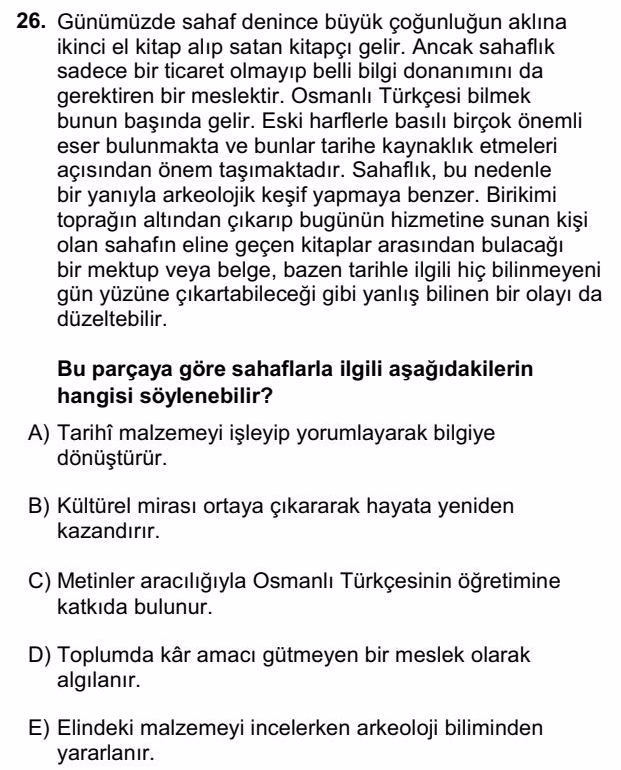 26. Günümüzde sahaf denince büyük çoğunluğun aklına
ikinci el kitap alıp satan kitapçı gelir. Ancak sahaflık
sadece bir ticaret olmayıp belli bilgi donanımını da
gerektiren bir meslektir. Osmanlı Türkçesi bilmek
bunun başında gelir. Eski harflerle basılı birçok önemli
eser bulunmakta ve bunlar tarihe kaynaklık etmeleri
açısından önem taşımaktadır. Sahaflık, bu nedenle
bir yanıyla arkeolojik keşif yapmaya benzer. Birikimi
toprağın altından çıkarıp bugünün hizmetine sunan kişi
olan sahafın eline geçen kitaplar arasından bulacağı
bir mektup veya belge, bazen tarihle ilgili hiç bilinmeyeni
gün yüzüne çıkartabileceği gibi yanlış bilinen bir olayı da
düzeltebilir.
Bu parçaya göre sahaflarla ilgili aşağıdakilerin
hangisi söylenebilir?
A) Tarihî malzemeyi işleyip yorumlayarak bilgiye
dönüştürür.
B) Kültürel mirası ortaya çıkararak hayata yeniden
kazandırır.
C) Metinler aracılığıyla Osmanlı Türkçesinin öğretimine
katkıda bulunur.
D) Toplumda kâr amacı gütmeyen bir meslek olarak
algılanır.
E) Elindeki malzemeyi incelerken arkeoloji biliminden
yararlanır.